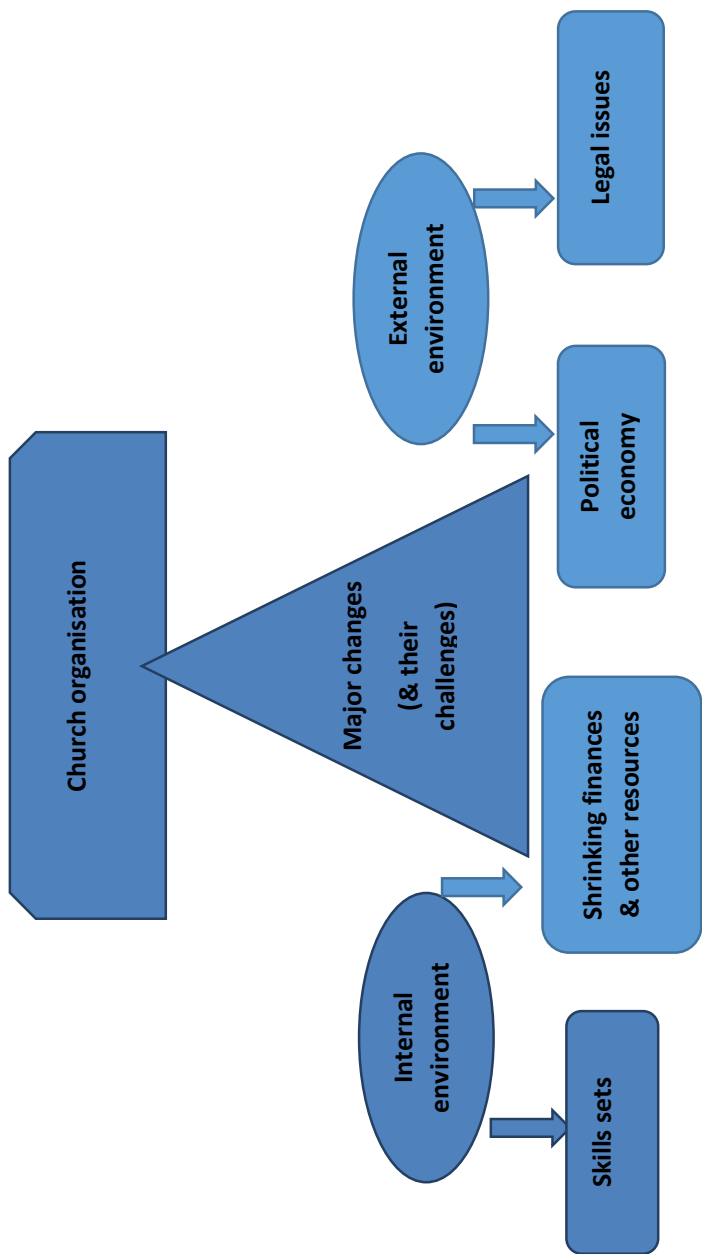 Church organisation
Major changes
(& their
challenges)
Internal
environment
External
environment
Skills sets
Shrinking finances
& other resources
Political
economy
Legal issues